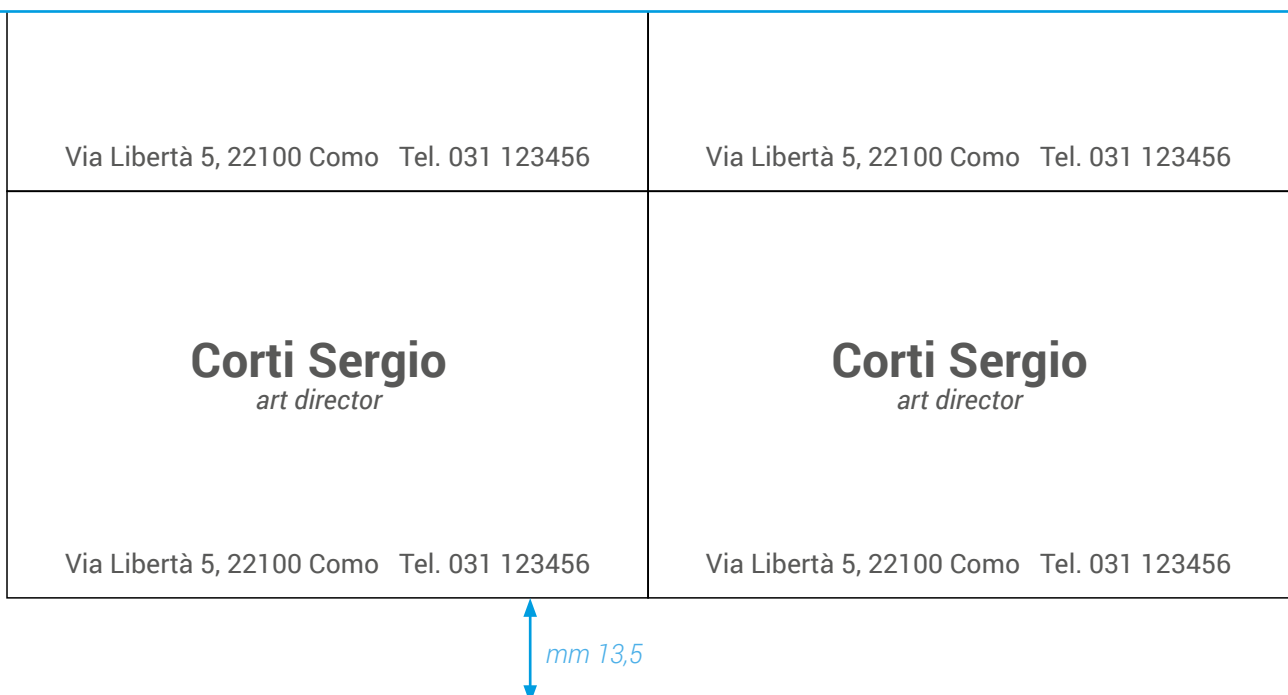 Via Libertà 5, 22100 Como Tel. 031 123456
Via Libertà 5, 22100 Como Tel. 031 123456
Corti Sergio
art director
Corti Sergio
art director
Via Libertà 5, 22100 Como Tel. 031 123456
Via Libertà 5, 22100 Como Tel. 031 123456
mm 13,5